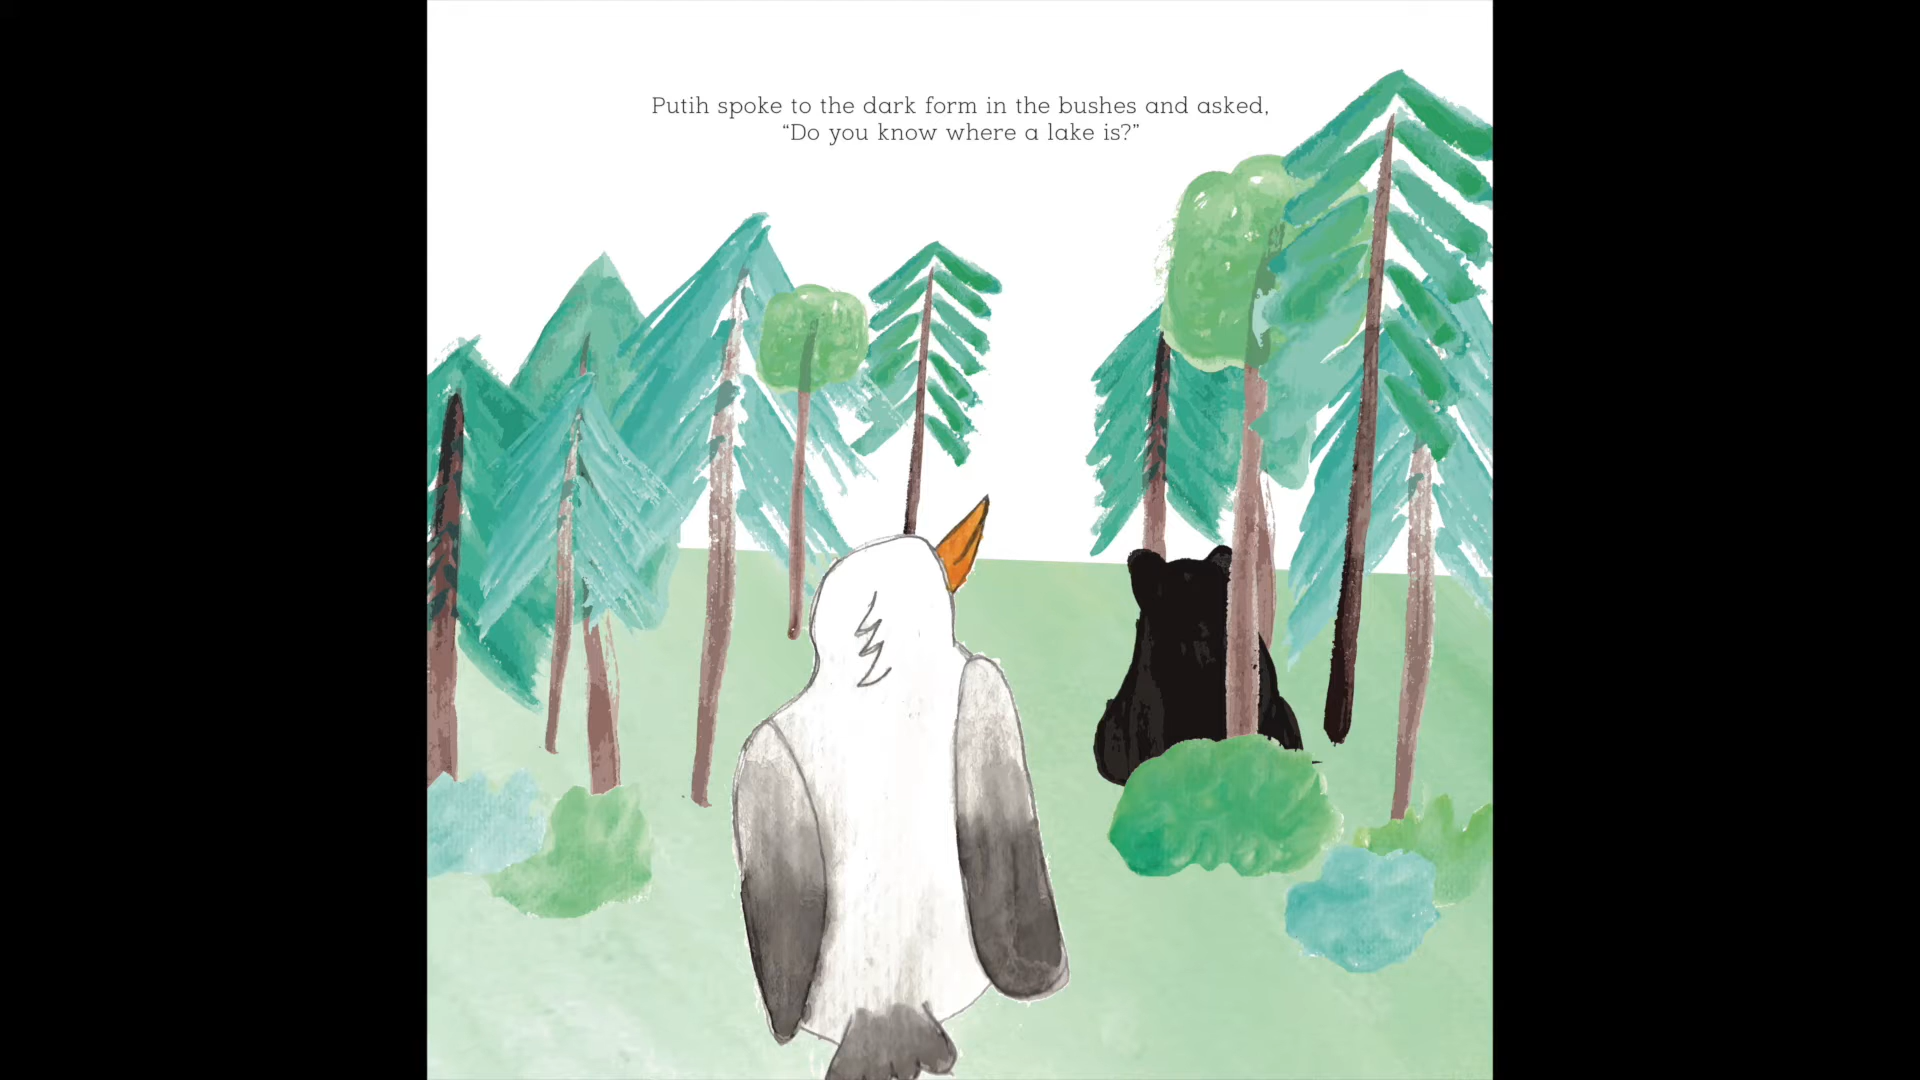 Putih spoke to the dark form in the bushes and asked,
“Do you know where a lake is?”